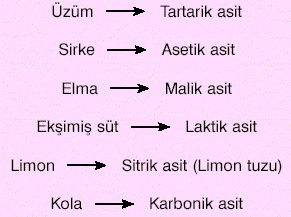 Üzüm → Tartarik asit
Sirke → Asetik asit
Elma → Malik asit
Ekşimiş süt → Laktik asit
Limon → Sitrik asit (Limon tuzu)
Kola → Karbonik asit